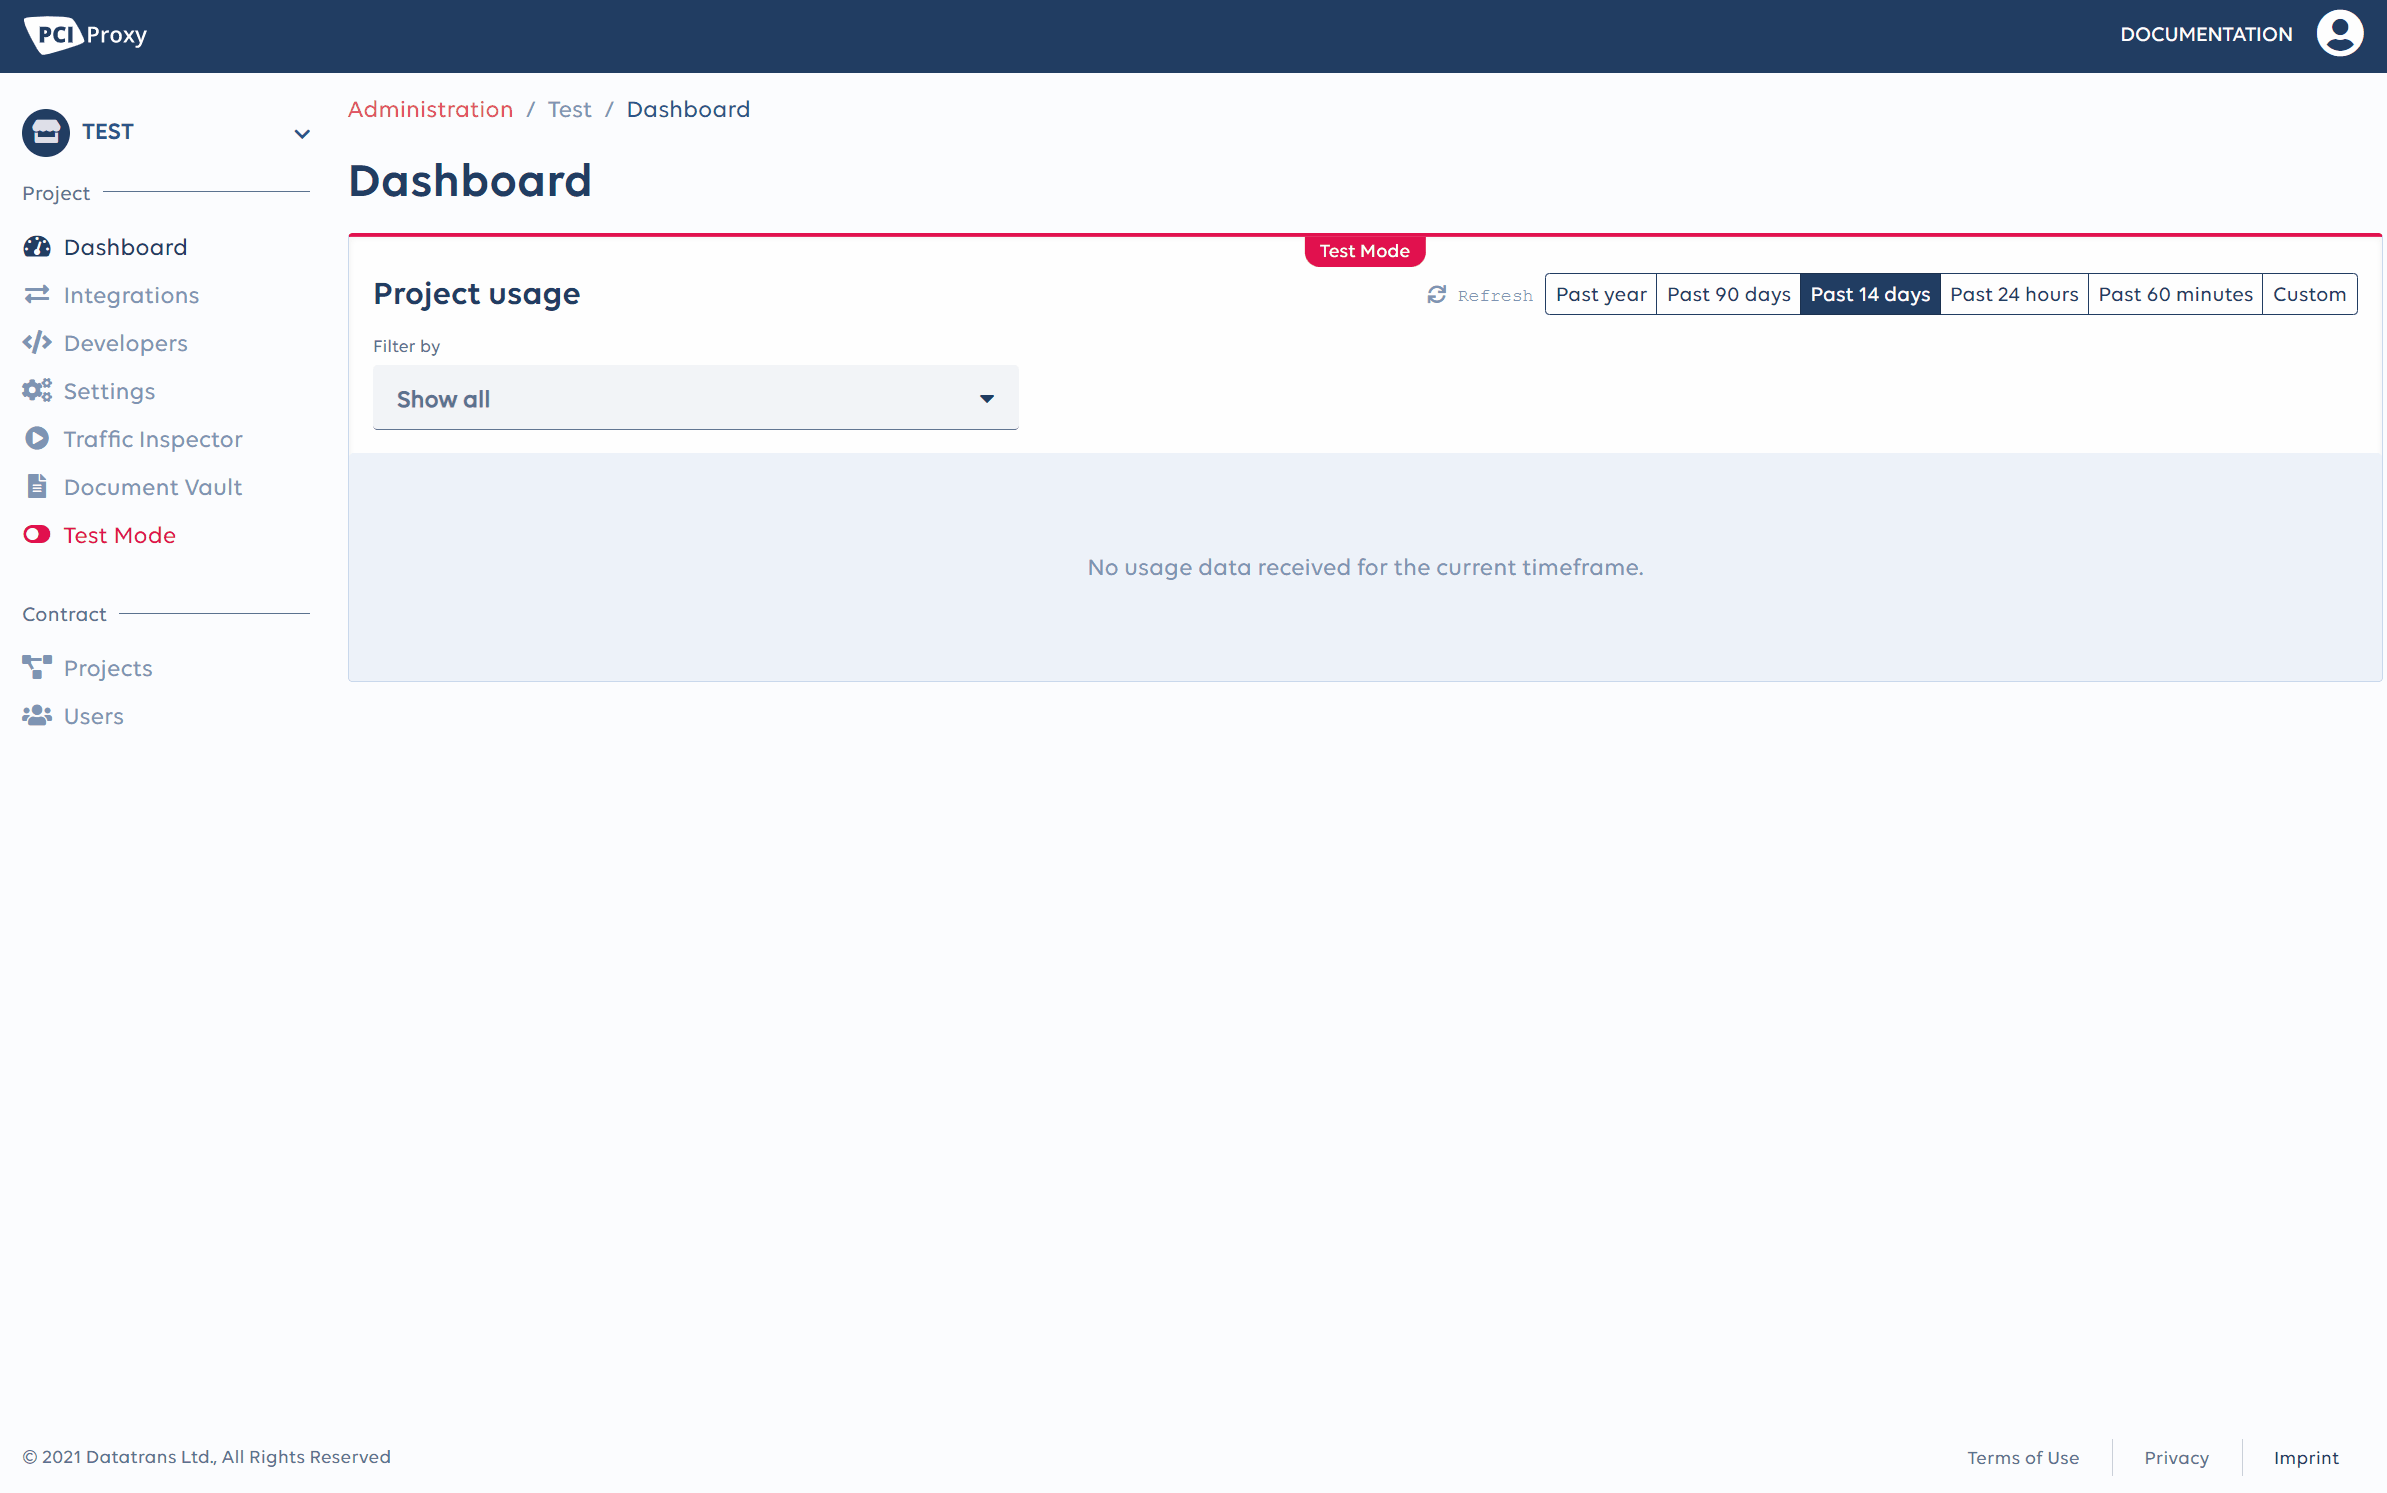 PCI Proxy
DOCUMENTATION
TEST
Project
Dashboard
Integrations
Developers
Settings
Traffic Inspector
Document Vault
Test Mode
Contract
Projects
Users
Administration / Test / Dashboard
Dashboard
Test Mode
Project usage
Refresh
Past year
Past 90 days
Past 14 days
Past 24 hours
Past 60 minutes
Custom
Filter by
Show all
No usage data received for the current timeframe.
© 2021 Datatrans Ltd., All Rights Reserved
Terms of Use
Privacy
Imprint